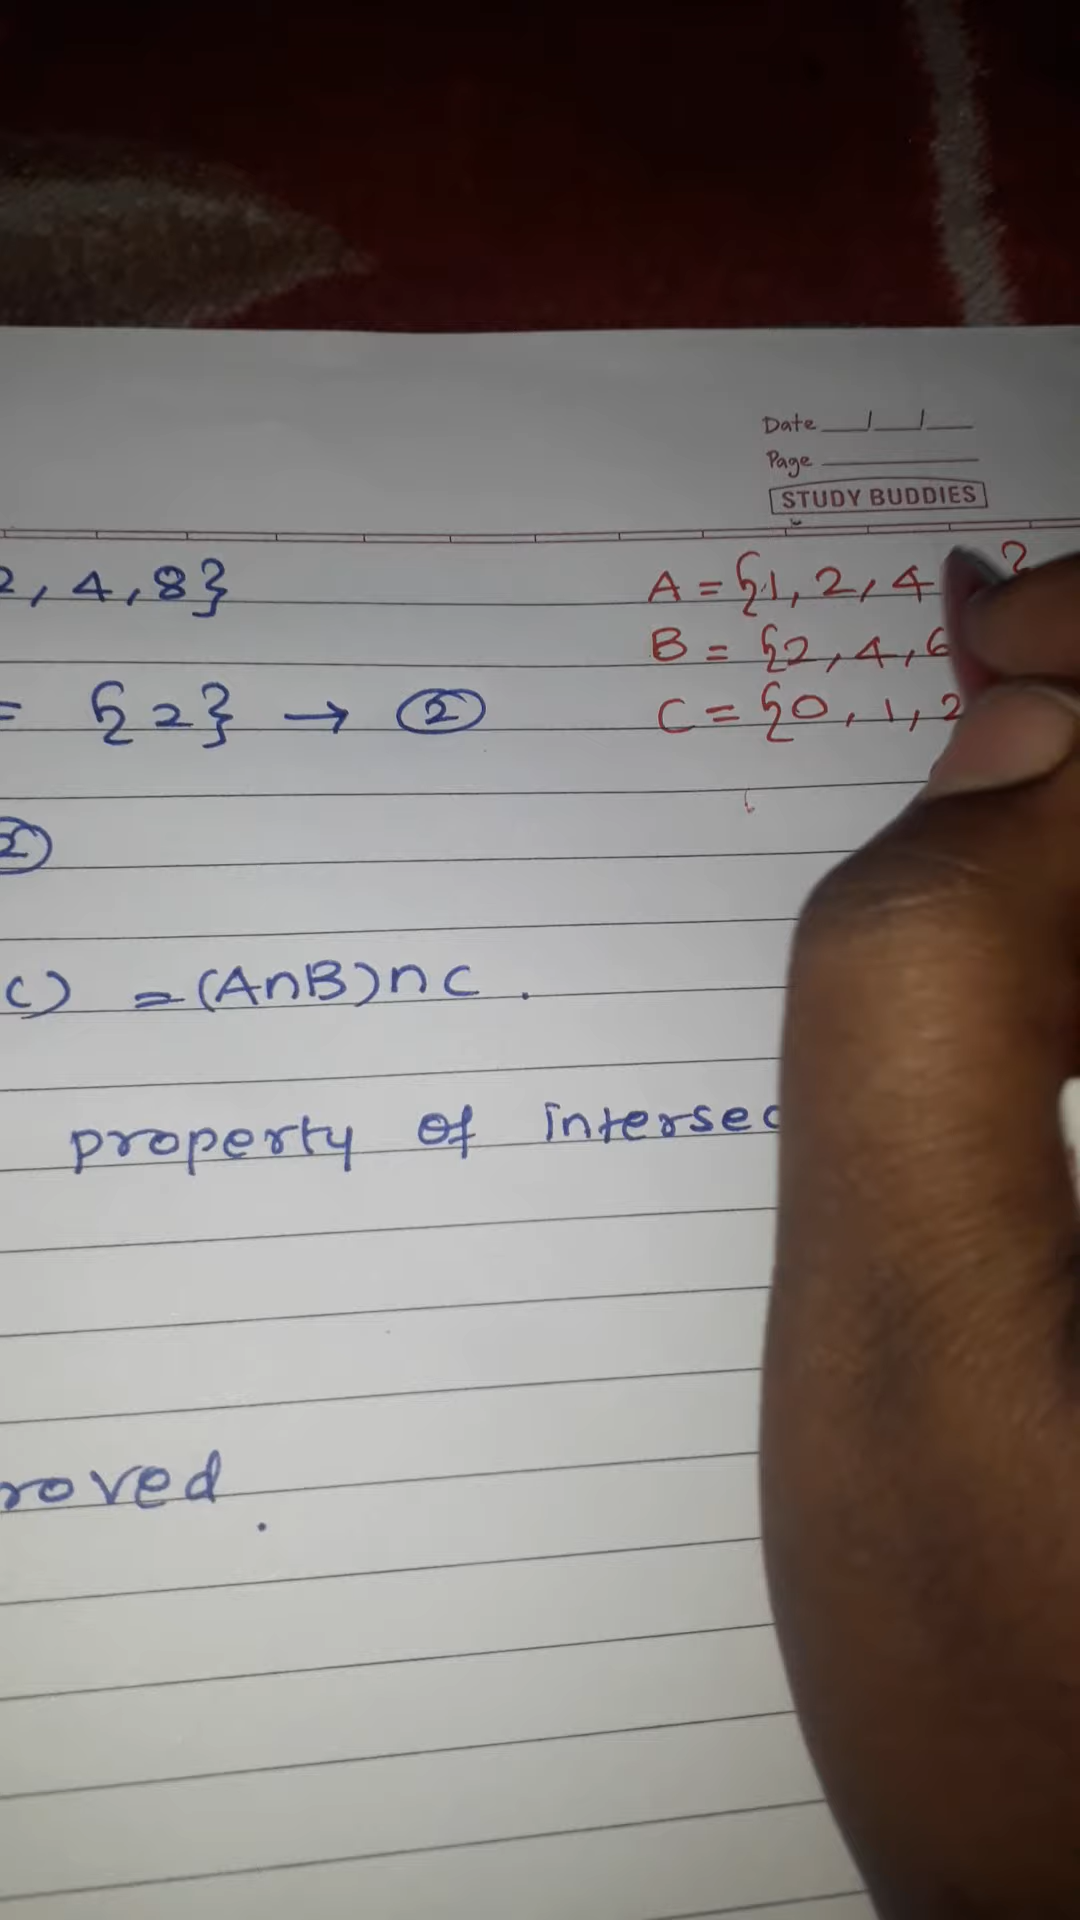 Date
Page
STUDY BUDDIES
2, 4, 8}
A = {1, 2, 4
B = {2, 4, 6
= {2} → ②
C = {0, 1, 2
②
C) = (A∩B)∩C.
property of intersec
roved.